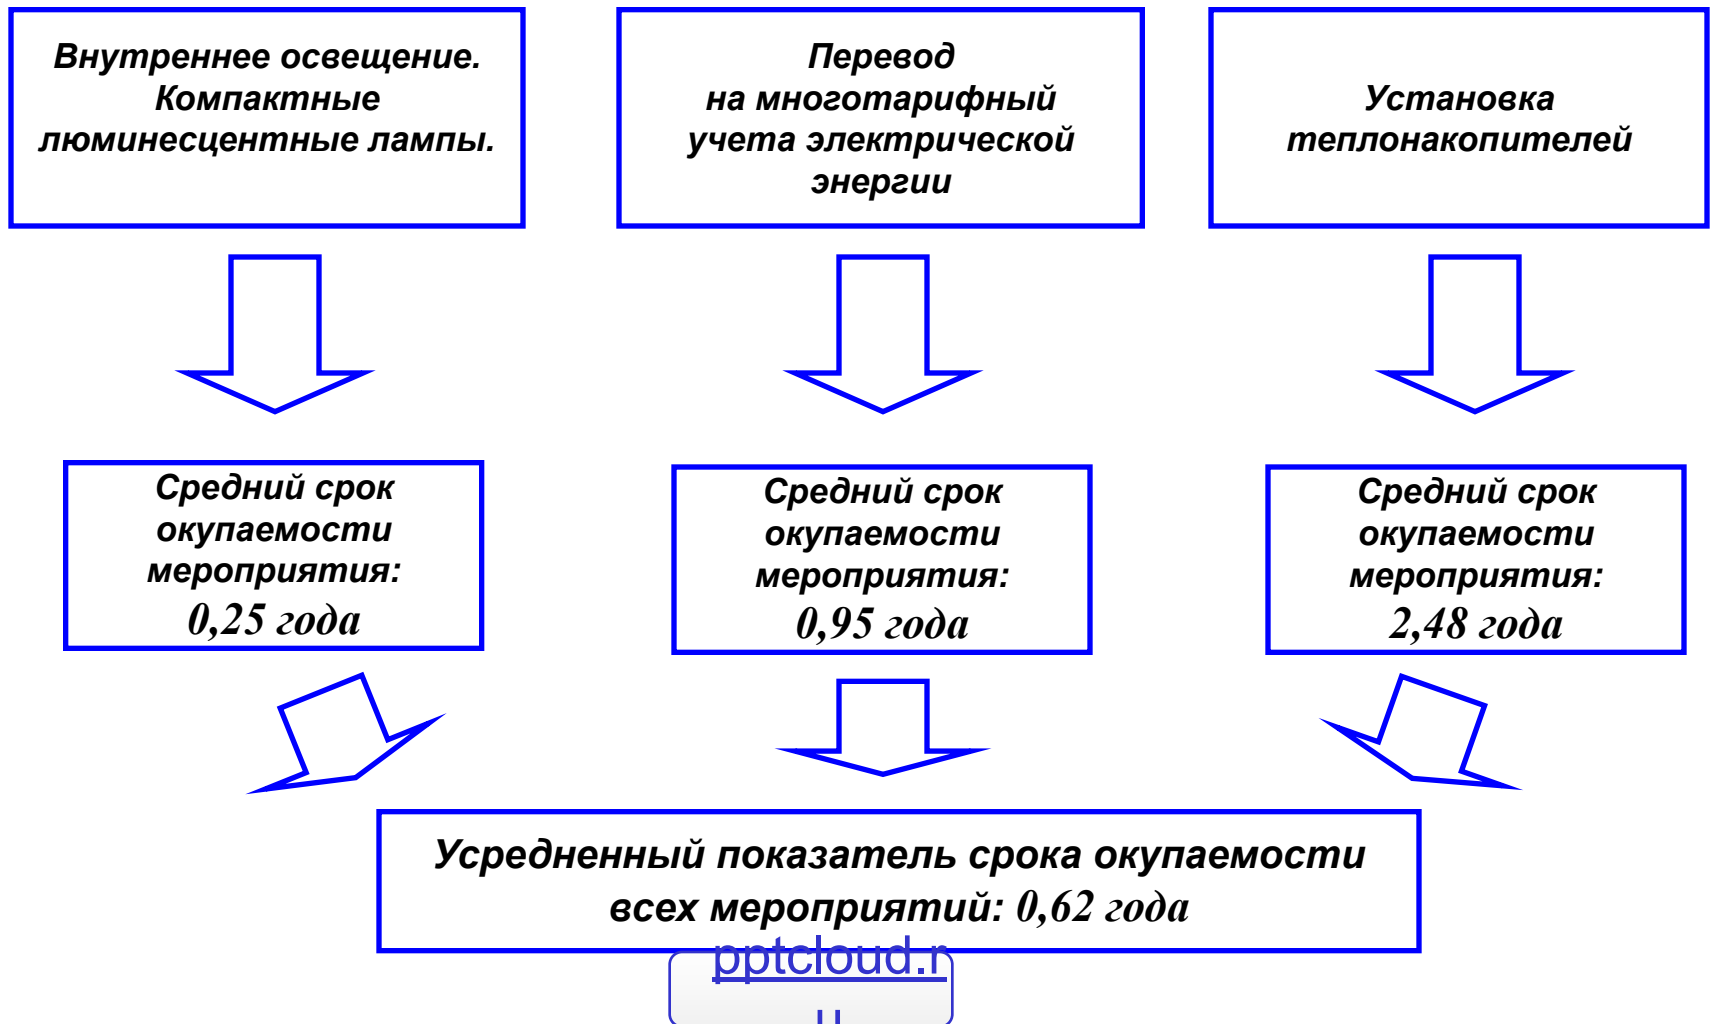 Внутреннее освещение.
Компактные
люминесцентные лампы.
Перевод
на многотарифный
учета электрической
энергии
Установка
теплонакопителей
Средний срок
окупаемости
мероприятия:
0,25 года
Средний срок
окупаемости
мероприятия:
0,95 года
Средний срок
окупаемости
мероприятия:
2,48 года
Усредненный показатель срока окупаемости
всех мероприятий: 0,62 года
pptcloud.r
u